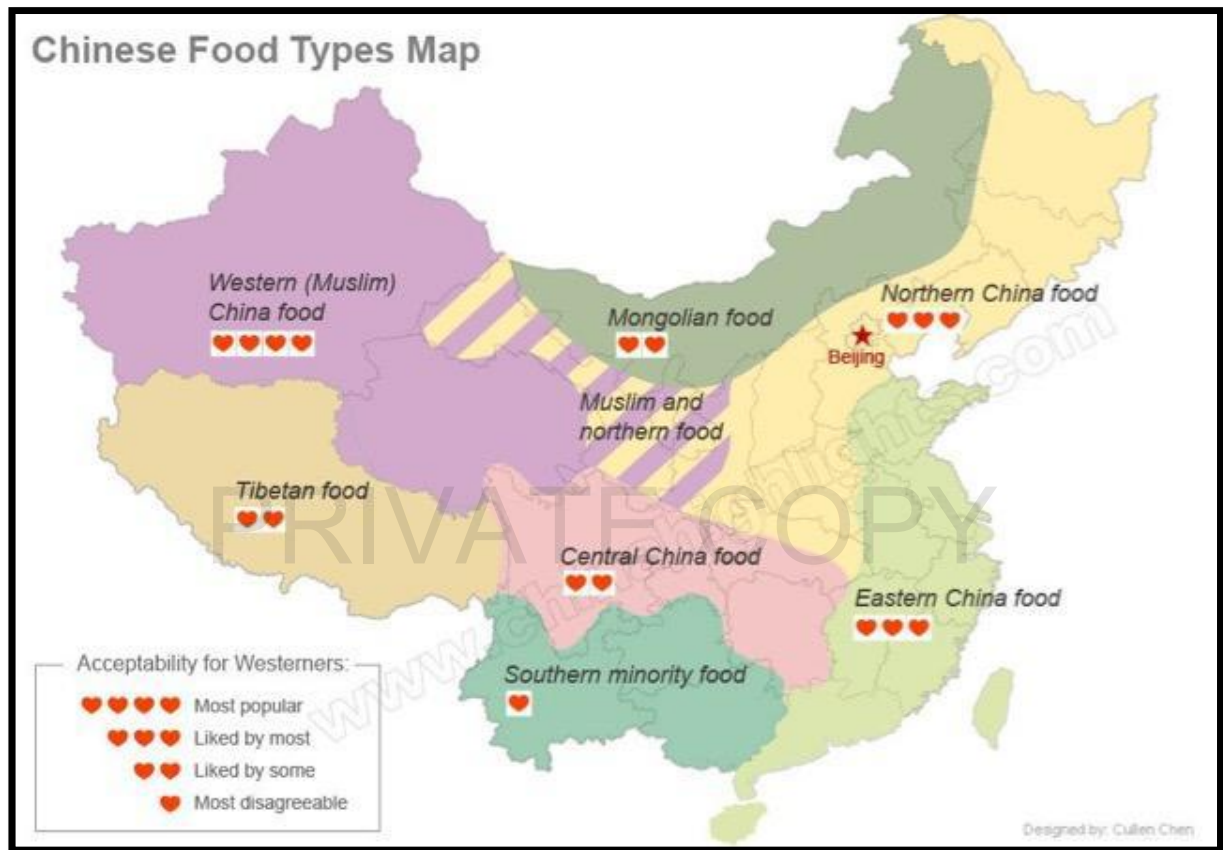 Chinese Food Types Map
Western (Muslim)
China food
Mongolian food
Northern China food
Beijing
Muslim and
northern food
Tibetan food
PRIVATE COPY
Central China food
Eastern China food
Southern minority food
Acceptability for Westerners:
Most popular
Liked by most
Liked by some
Most disagreeable
Designed by: Cullen Chen